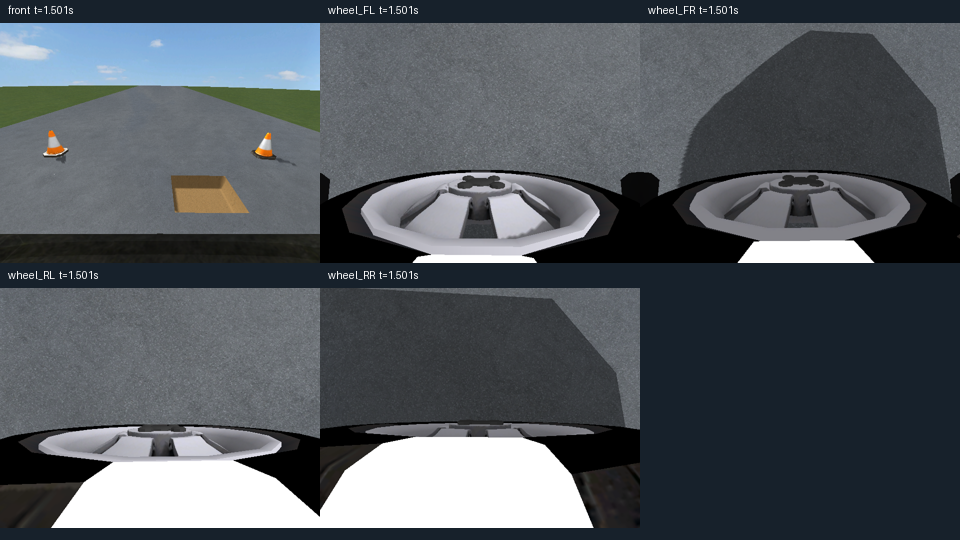 front t=1.501s
wheel_FL t=1.501s
wheel_FR t=1.501s
wheel_RL t=1.501s
wheel_RR t=1.501s